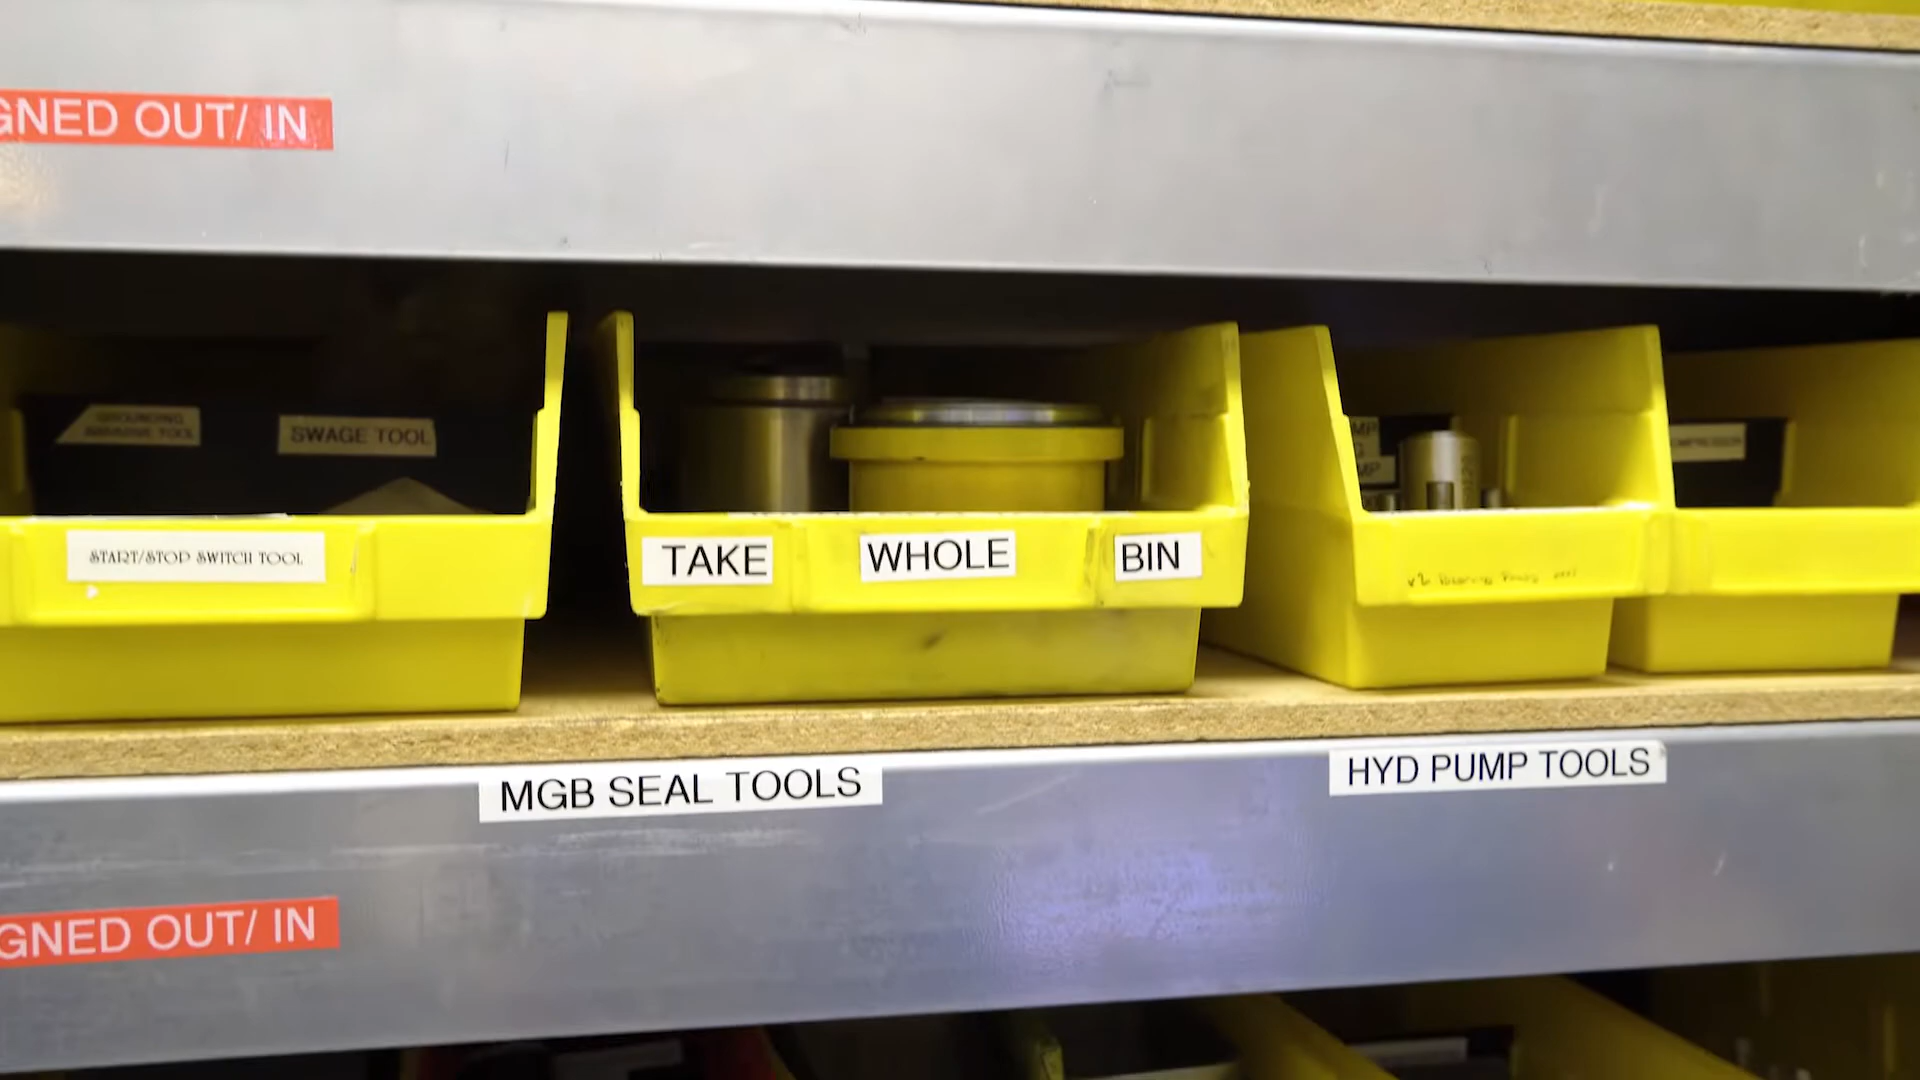 GNED OUT/ IN
SWAGE TOOL
START/STOP SWITCH TOOL
TAKE WHOLE BIN
MGB SEAL TOOLS
HYD PUMP TOOLS
GNED OUT/ IN